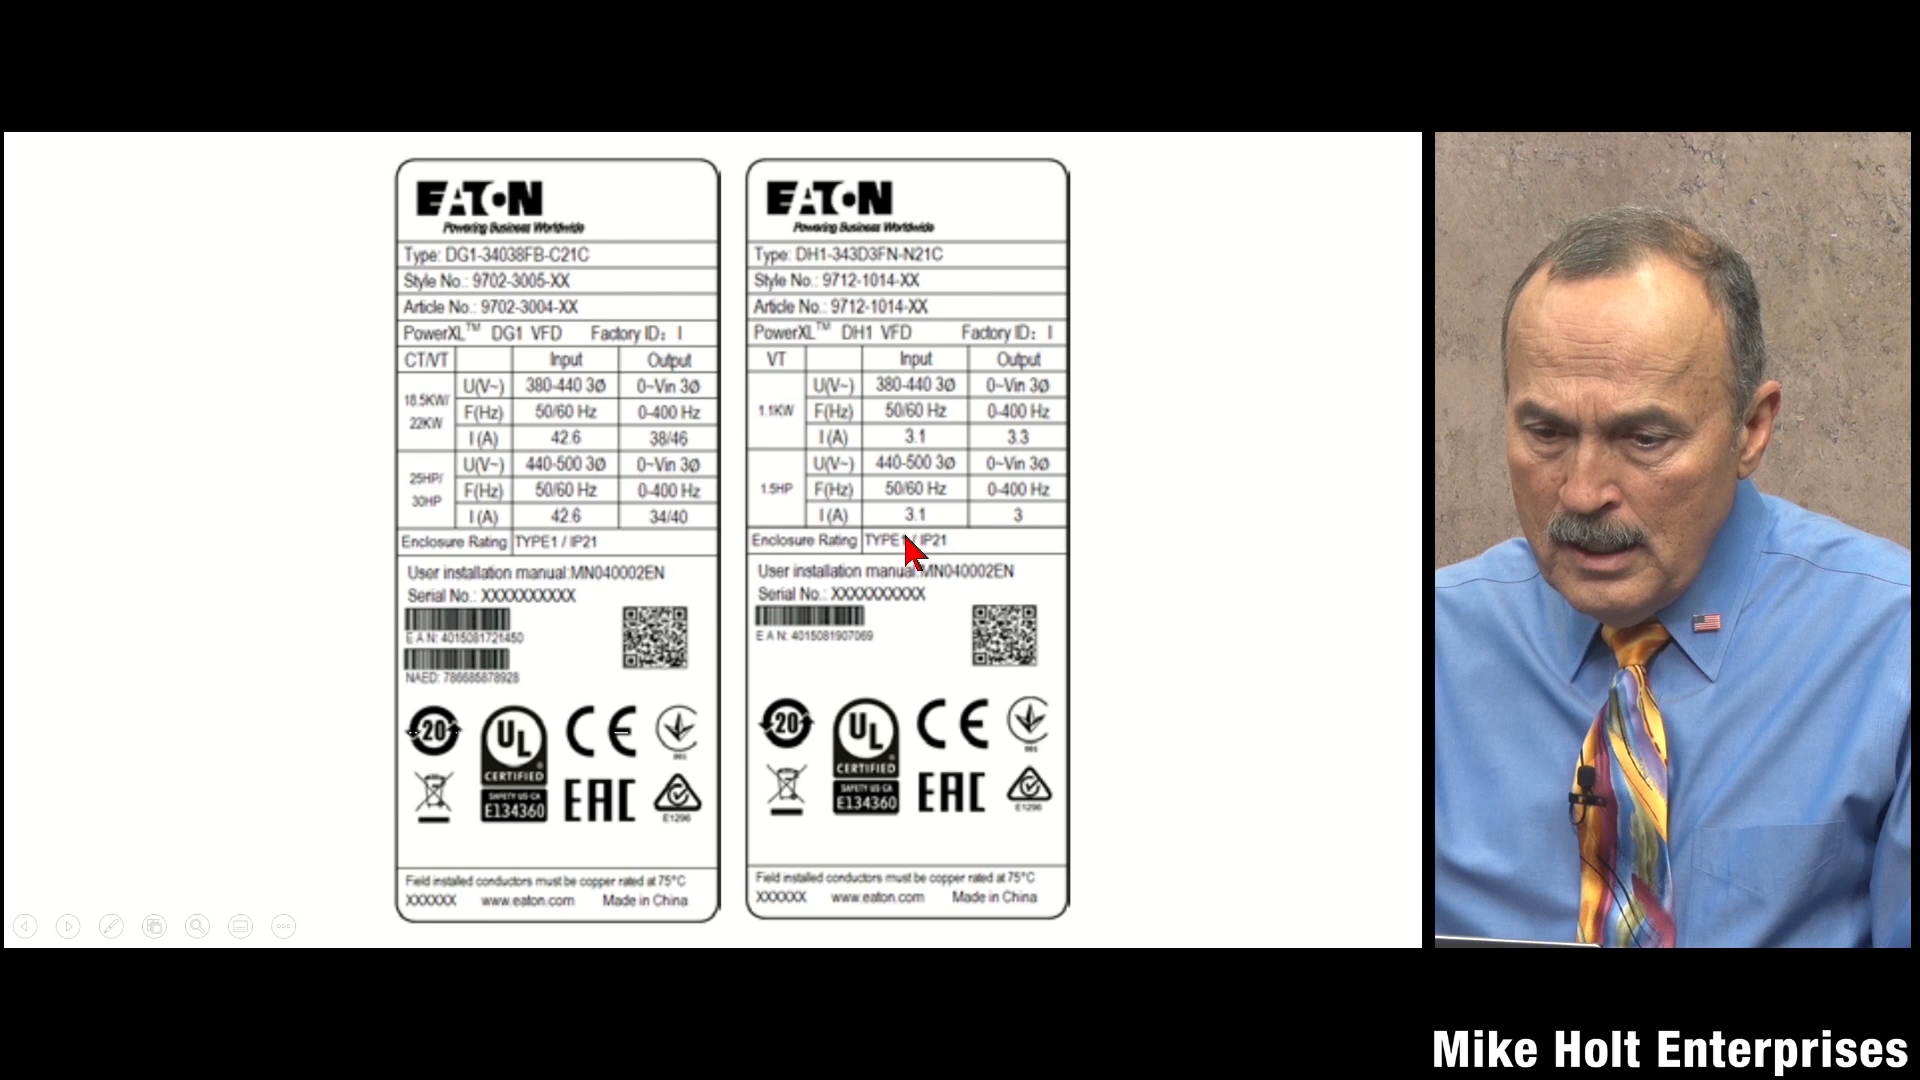 EATON
Powering Business Worldwide
Type: DG1-34038FB-C21C
Style No.: 9702-3005-XX
Article No.: 9702-3004-XX
PowerXL™ DG1 VFD Factory ID: I
CT/VT Input Output
18.5KW/ 22KW
U(V~) 380-440 3Ø 0~Vin 3Ø
F(Hz) 50/60 Hz 0-400 Hz
I (A) 42.6 38/46
25HP/ 30HP
U(V~) 440-500 3Ø 0~Vin 3Ø
F(Hz) 50/60 Hz 0-400 Hz
I (A) 42.6 34/40
Enclosure Rating TYPE1 / IP21
User installation manual:MN040002EN
Serial No.: XXXXXXXXXX
E A N: 4015081721450
NAED: 786685878928
20
UL
CERTIFIED
SAFETY US-CA
E134360
CE
EAC
E1296
Field installed conductors must be copper rated at 75°C
XXXXXX www.eaton.com Made in China
EATON
Powering Business Worldwide
Type: DH1-343D3FN-N21C
Style No.: 9712-1014-XX
Article No.: 9712-1014-XX
PowerXL™ DH1 VFD Factory ID: I
VT Input Output
1.1KW
U(V~) 380-440 3Ø 0~Vin 3Ø
F(Hz) 50/60 Hz 0-400 Hz
I (A) 3.1 3.3
1.5HP
U(V~) 440-500 3Ø 0~Vin 3Ø
F(Hz) 50/60 Hz 0-400 Hz
I (A) 3.1 3
Enclosure Rating TYPE1 / IP21
User installation manual:MN040002EN
Serial No.: XXXXXXXXXX
E A N: 4015081907069
20
UL
CERTIFIED
SAFETY US-CA
E134360
CE
EAC
E1296
Field installed conductors must be copper rated at 75°C
XXXXXX www.eaton.com Made in China
Mike Holt Enterprises